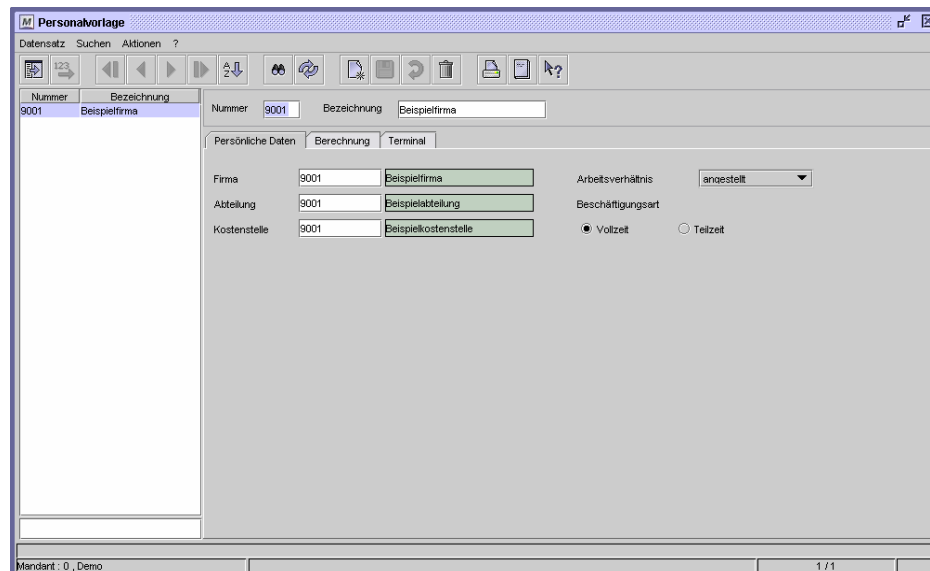 M Personalvorlage
Datensatz Suchen Aktionen ?
123 A Z ?
Nummer Bezeichnung
9001 Beispielfirma
Nummer 9001 Bezeichnung Beispielfirma
Persönliche Daten Berechnung Terminal
Firma 9001 Beispielfirma Arbeitsverhältnis angestellt
Abteilung 9001 Beispielabteilung Beschäftigungsart
Kostenstelle 9001 Beispielkostenstelle Vollzeit Teilzeit
Mandant : 0 , Demo 1 / 1